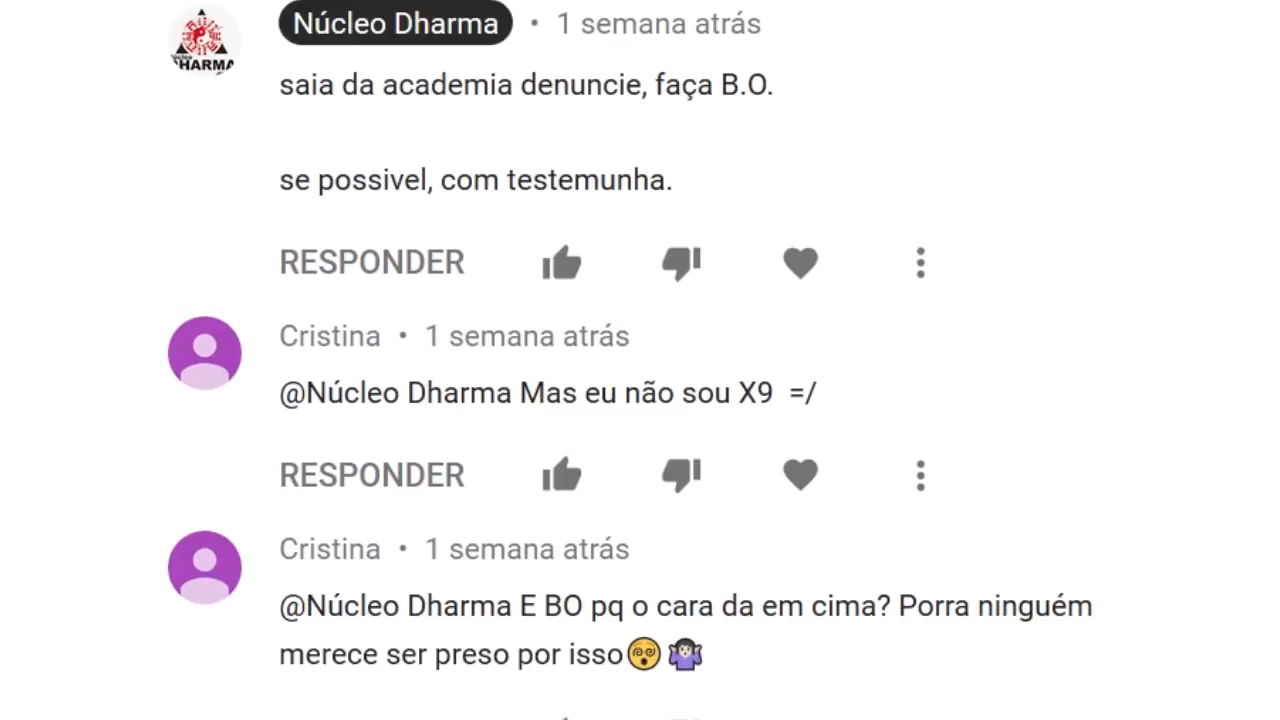 Núcleo Dharma • 1 semana atrás
HARMA
saia da academia denuncie, faça B.O.
se possivel, com testemunha.
RESPONDER
Cristina • 1 semana atrás
@Núcleo Dharma Mas eu não sou X9 =/
RESPONDER
Cristina • 1 semana atrás
@Núcleo Dharma E BO pq o cara da em cima? Porra ninguém
merece ser preso por isso😵‍💫🤷🏻‍♀️